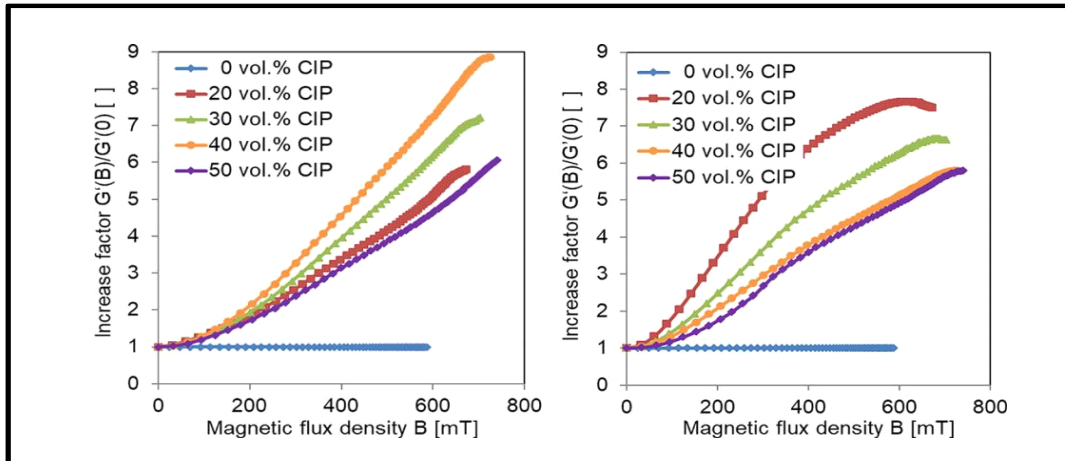 Increase factor G'(B)/G'(0) [ ]
9
8
7
6
5
4
3
2
1
0
0 vol.% CIP
20 vol.% CIP
30 vol.% CIP
40 vol.% CIP
50 vol.% CIP
0 200 400 600 800
Magnetic flux density B [mT]
Increase factor G'(B)/G'(0) [ ]
9
8
7
6
5
4
3
2
1
0
0 vol.% CIP
20 vol.% CIP
30 vol.% CIP
40 vol.% CIP
50 vol.% CIP
0 200 400 600 800
Magnetic flux density B [mT]